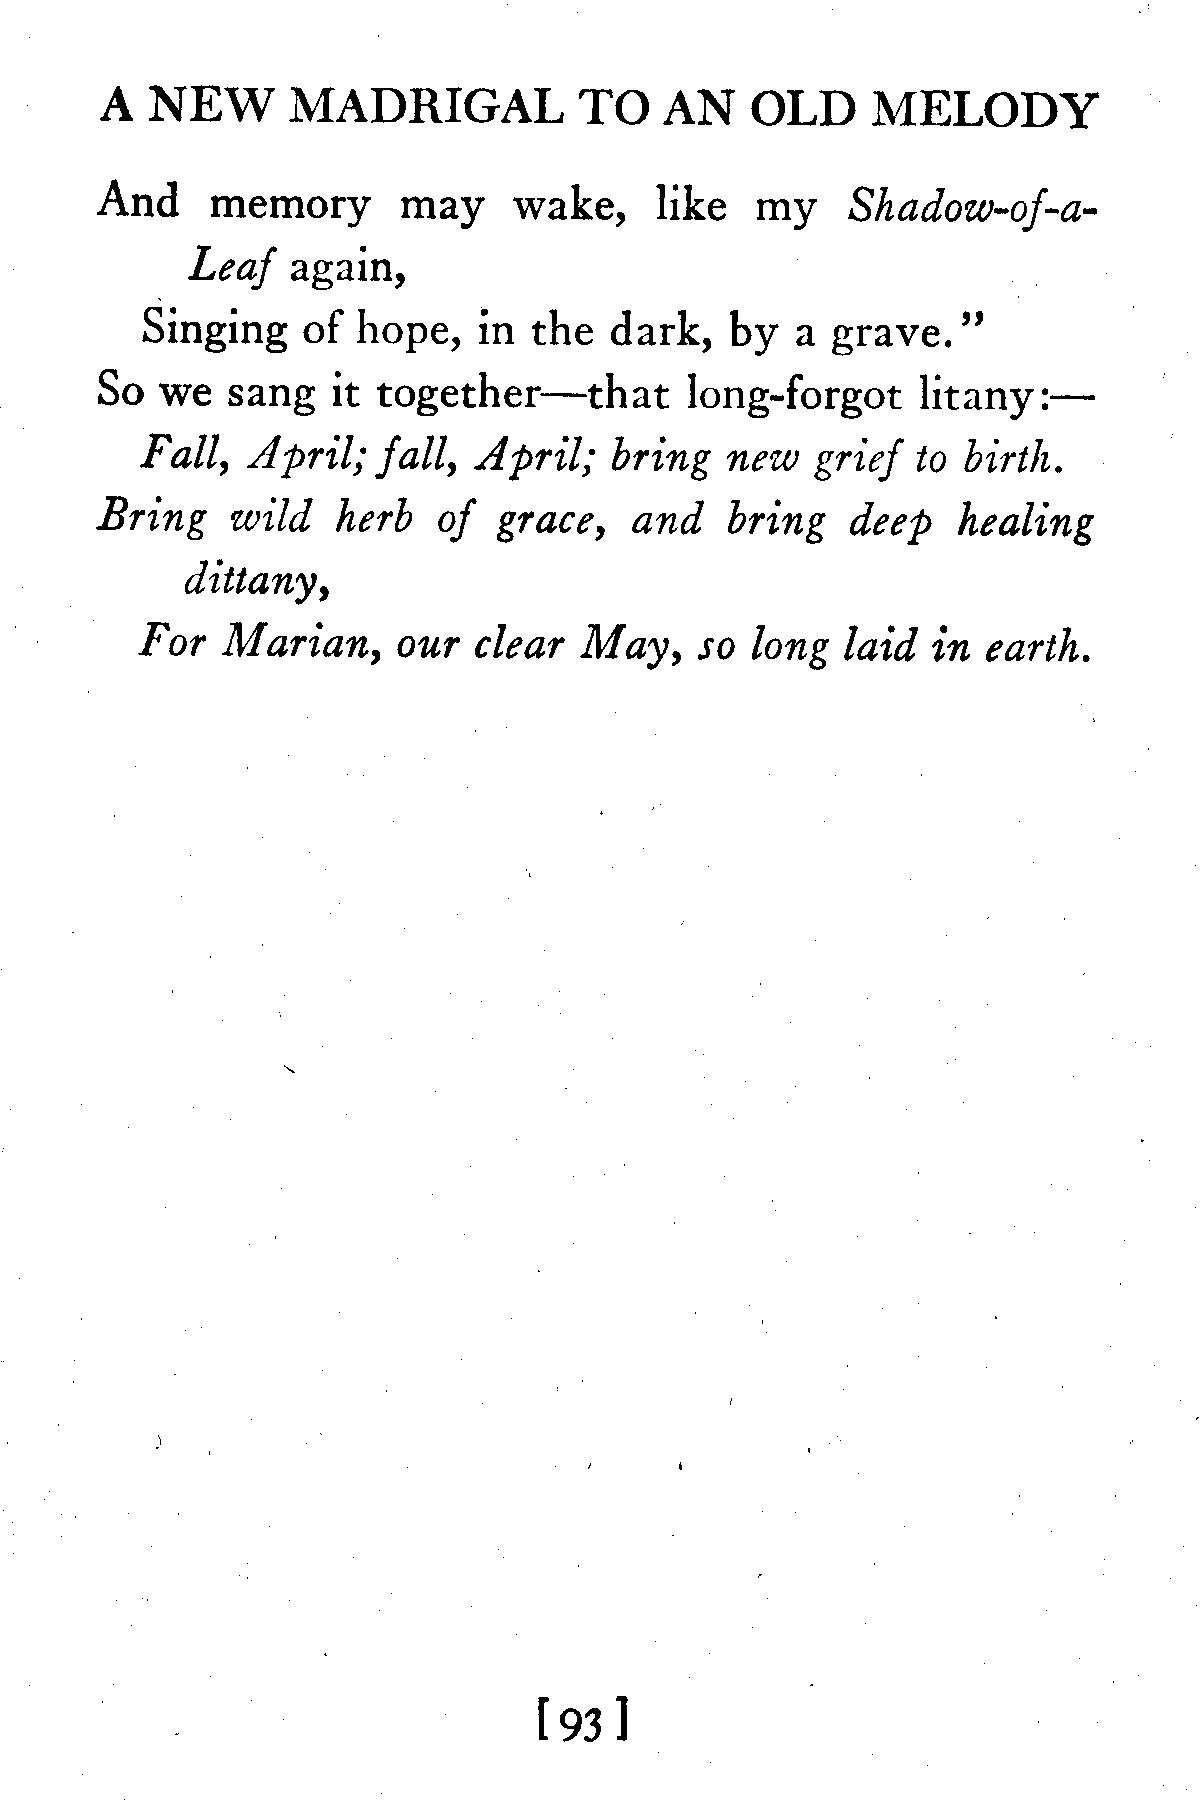 A NEW MADRIGAL TO AN OLD MELODY
And memory may wake, like my Shadow-of-a-
Leaf again,
Singing of hope, in the dark, by a grave.”
So we sang it together—that long-forgot litany:—
Fall, April; fall, April; bring new grief to birth.
Bring wild herb of grace, and bring deep healing
dittany,
For Marian, our clear May, so long laid in earth.
[93]